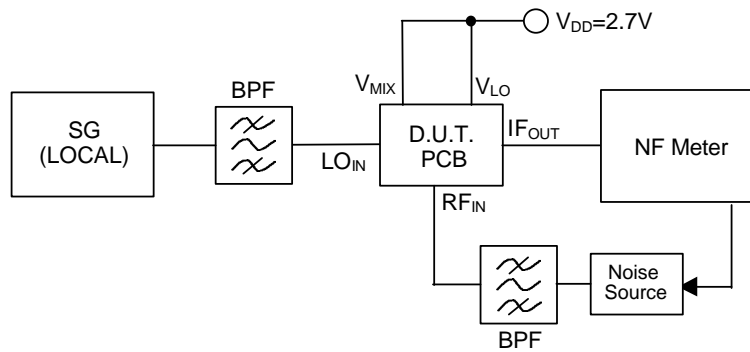 V_DD=2.7V
BPF
V_MIX
V_LO
SG
(LOCAL)
LO_IN
D.U.T.
PCB
IF_OUT
NF Meter
RF_IN
Noise
Source
BPF